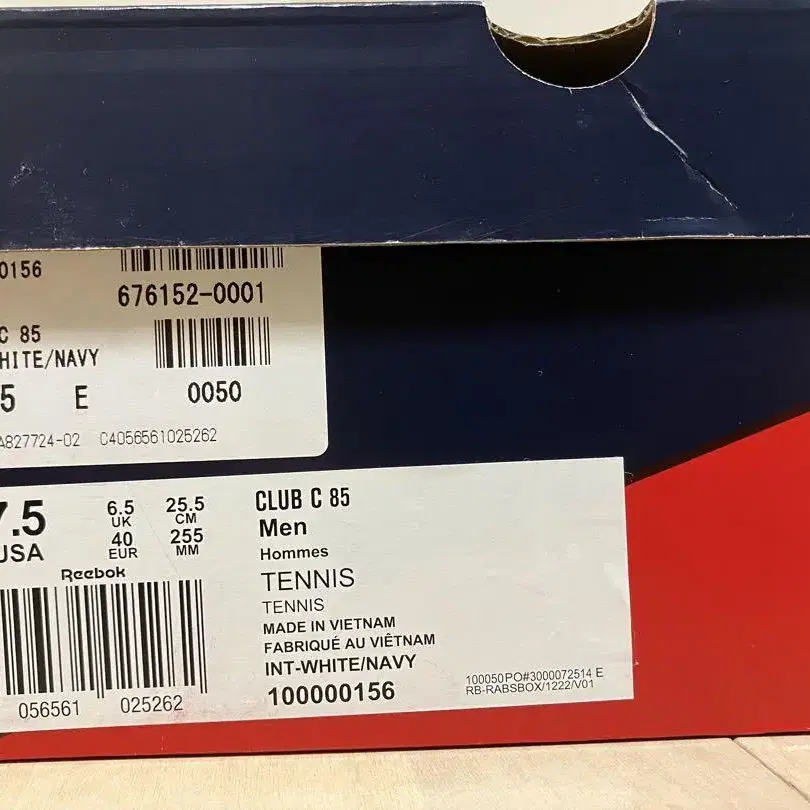 0156
676152-0001
C 85
HITE/NAVY
5 E 0050
A827724-02 C4056561025262
7.5
USA
6.5
UK
25.5
CM
40
EUR
255
MM
Reebok
056561 025262
CLUB C 85
Men
Hommes
TENNIS
TENNIS
MADE IN VIETNAM
FABRIQUÉ AU VIÊTNAM
INT-WHITE/NAVY
100000156
100050PO#3000072514 E
RB-RABSBOX/1222/V01